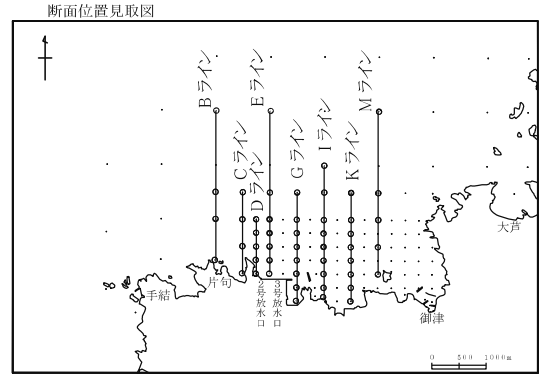 断面位置見取図
Bライン
Cライン
Dライン
Eライン
Gライン
Iライン
Kライン
Mライン
大芦
片句
手結
2号放水口
3号放水口
御津
0 500 1000m